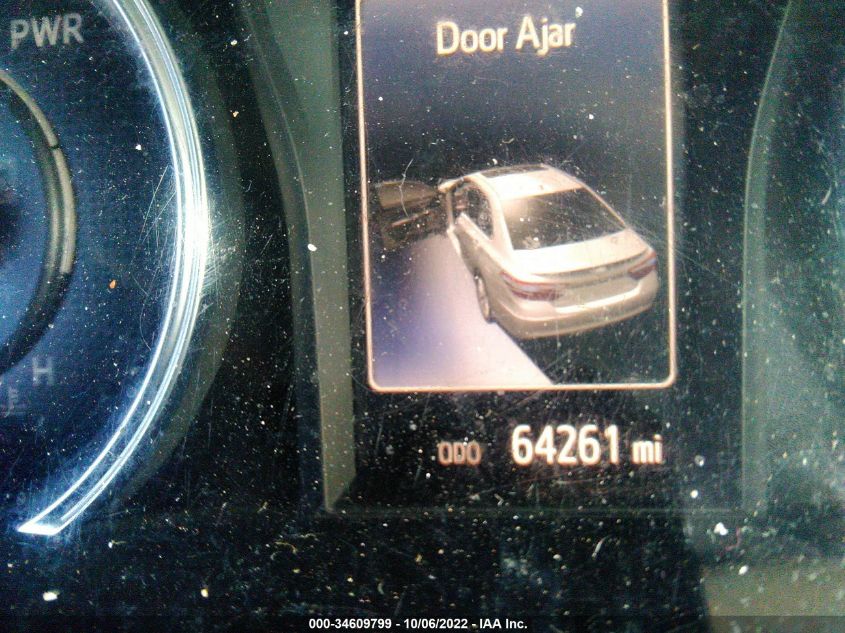 PWR
Door Ajar
H
ODO 64261 mi
000-34609799 - 10/06/2022 - IAA Inc.